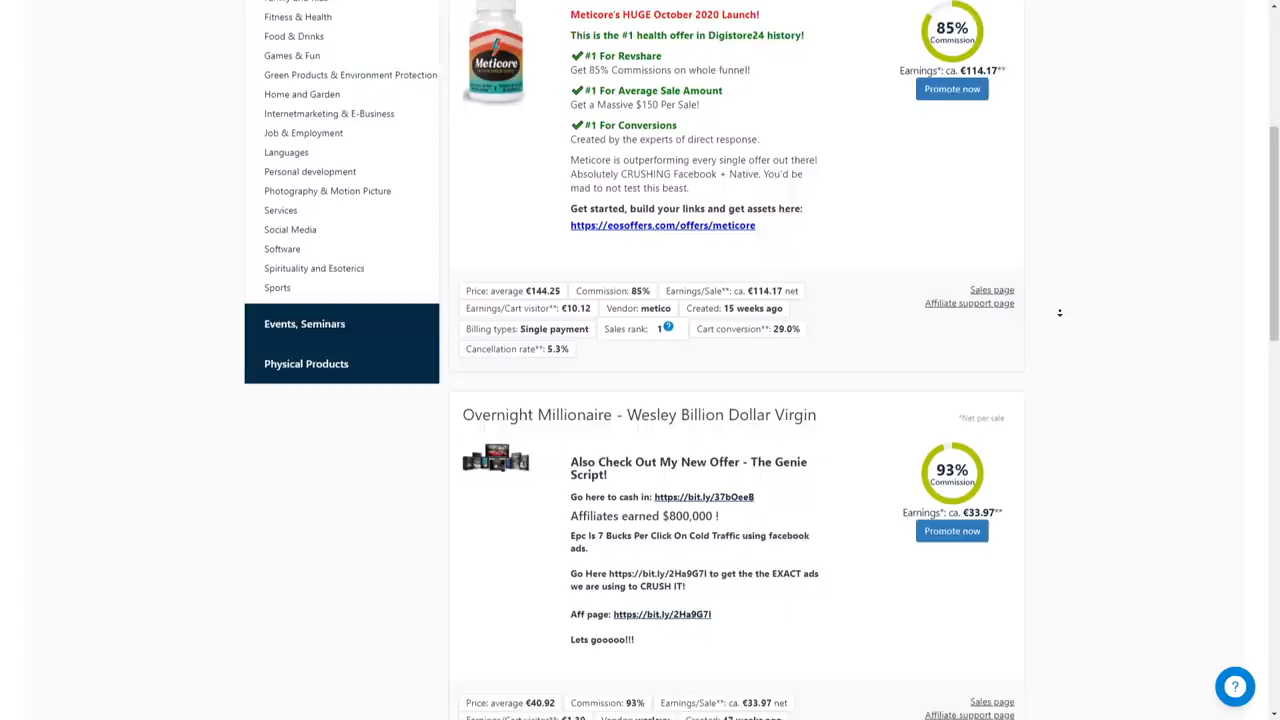 Fitness & Health
Food & Drinks
Games & Fun
Green Products & Environment Protection
Home and Garden
Internetmarketing & E-Business
Job & Employment
Languages
Personal development
Photography & Motion Picture
Services
Social Media
Software
Spirituality and Esoterics
Sports
Events, Seminars
Physical Products
Meticore
Meticore's HUGE October 2020 Launch!
This is the #1 health offer in Digistore24 history!
#1 For Revshare
Get 85% Commissions on whole funnel!
#1 For Average Sale Amount
Get a Massive $150 Per Sale!
#1 For Conversions
Created by the experts of direct response.
Meticore is outperforming every single offer out there!
Absolutely CRUSHING Facebook + Native. You'd be
mad to not test this beast.
Get started, build your links and get assets here:
https://eosoffers.com/offers/meticore
85%
Commission
Earnings*: ca. €114.17**
Promote now
Price: average €144.25 Commission: 85% Earnings/Sale**: ca. €114.17 net
Earnings/Cart visitor**: €10.12 Vendor: metico Created: 15 weeks ago
Billing types: Single payment Sales rank: 1 ? Cart conversion**: 29.0%
Cancellation rate**: 5.3%
Sales page
Affiliate support page
Overnight Millionaire - Wesley Billion Dollar Virgin
*Net per sale
Also Check Out My New Offer - The Genie
Script!
Go here to cash in: https://bit.ly/37bOeeB
Affiliates earned $800,000 !
Epc Is 7 Bucks Per Click On Cold Traffic using facebook
ads.
Go Here https://bit.ly/2Ha9G7I to get the the EXACT ads
we are using to CRUSH IT!
Aff page: https://bit.ly/2Ha9G7I
Lets gooooo!!!
93%
Commission
Earnings*: ca. €33.97**
Promote now
Price: average €40.92 Commission: 93% Earnings/Sale**: ca. €33.97 net
Sales page
Affiliate support page
?